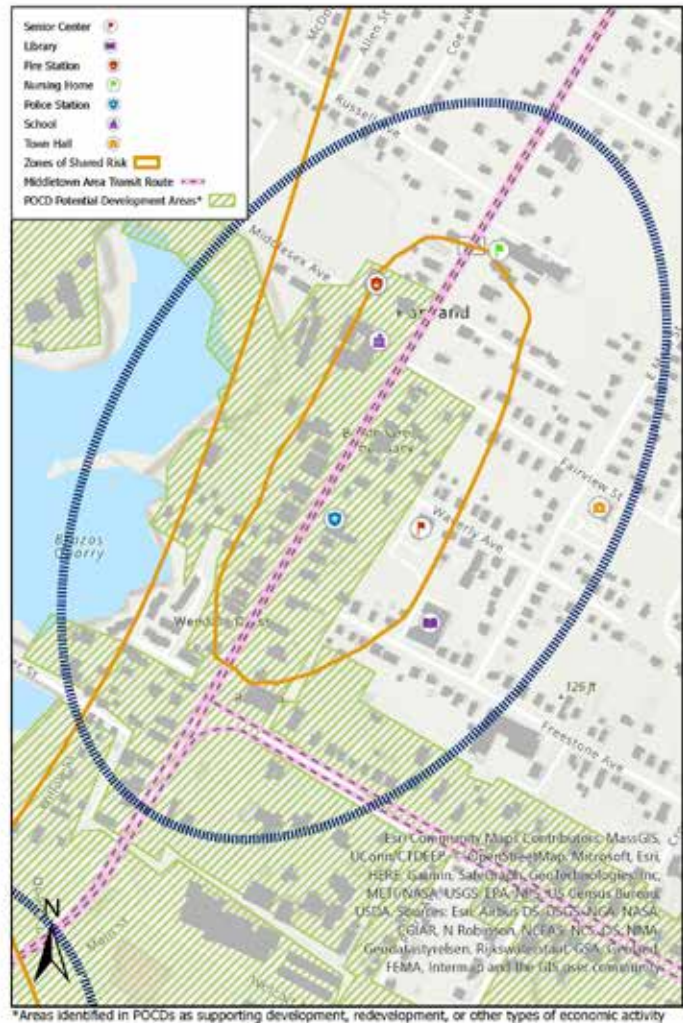 Senior Center
Library
Fire Station
Nursing Home
Police Station
School
Town Hall
Zones of Shared Risk
Middletown Area Transit Route
POCD Potential Development Areas*
Allen St
Coe Ave
Russell Ave
Middlesex Ave
E Main St
Fairview St
Waverly Ave
Brazos
Quarry
126 ft
Freestone Ave
Main St
Esri Community Maps Contributors, MassGIS,
UConn/CTDEEP, © OpenStreetMap, Microsoft, Esri,
HERE, Garmin, SafeGraph, GeoTechnologies, Inc,
METI/NASA, USGS, EPA, NPS, US Census Bureau,
USDA, Sources: Esri, Airbus DS, USGS, NGA, NASA,
CGIAR, N Robinson, NCEAS, NLS, OS, NMA,
Geodatastyrelsen, Rijkswaterstaat, GSA, Geoland,
FEMA, Intermap and the GIS user community
N
*Areas identified in POCDs as supporting development, redevelopment, or other types of economic activity